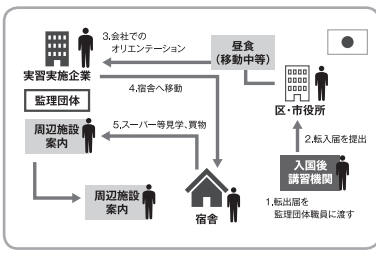 3.会社での
オリエンテーション
昼食
(移動中等)
実習実施企業
4.宿舎へ移動
監理団体
区・市役所
周辺施設
案内
5.スーパー等見学、買物
2.転入届を提出
入国後
講習機関
周辺施設
案内
宿舎
1.転出届を
監理団体職員に渡す